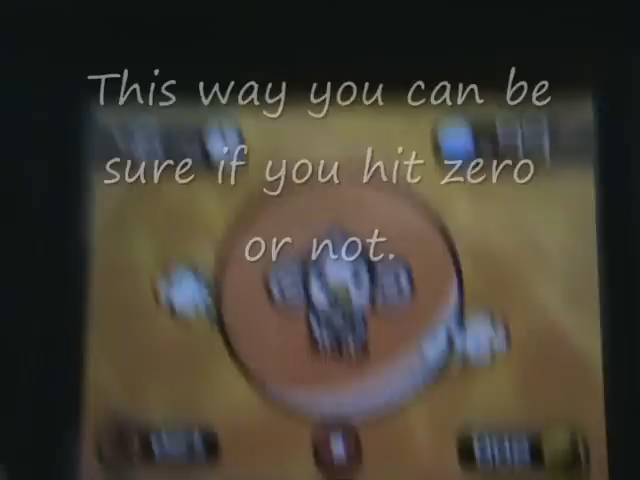 This way you can be
sure if you hit zero
or not.